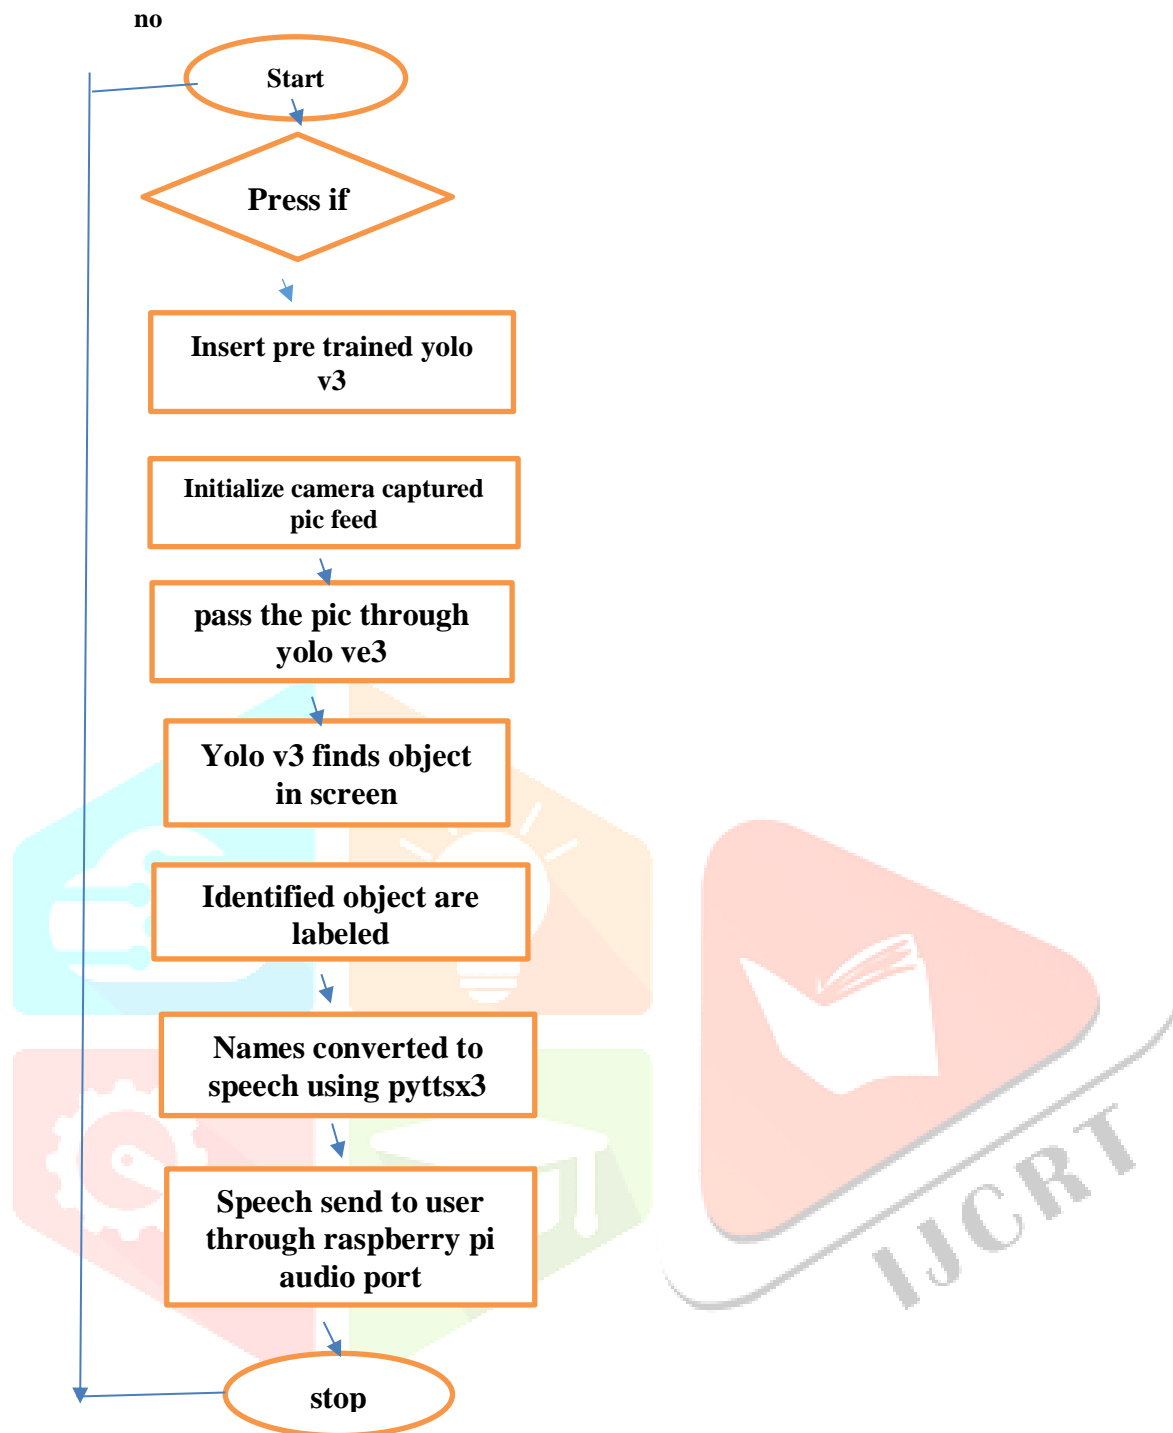 no
Start
Press if
Insert pre trained yolo
v3
Initialize camera captured
pic feed
pass the pic through
yolo ve3
Yolo v3 finds object
in screen
Identified object are
labeled
Names converted to
speech using pyttsx3
Speech send to user
through raspberry pi
audio port
stop
IJCRT